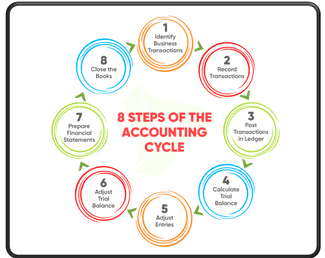 1
Identify
Business
Transactions
2
Record
Transactions
3
Post
Transactions
in Ledger
4
Calculate
Trial
Balance
5
Adjust
Entries
6
Adjust
Trial
Balance
7
Prepare
Financial
Statements
8
Close the
Books
8 STEPS OF THE
ACCOUNTING
CYCLE